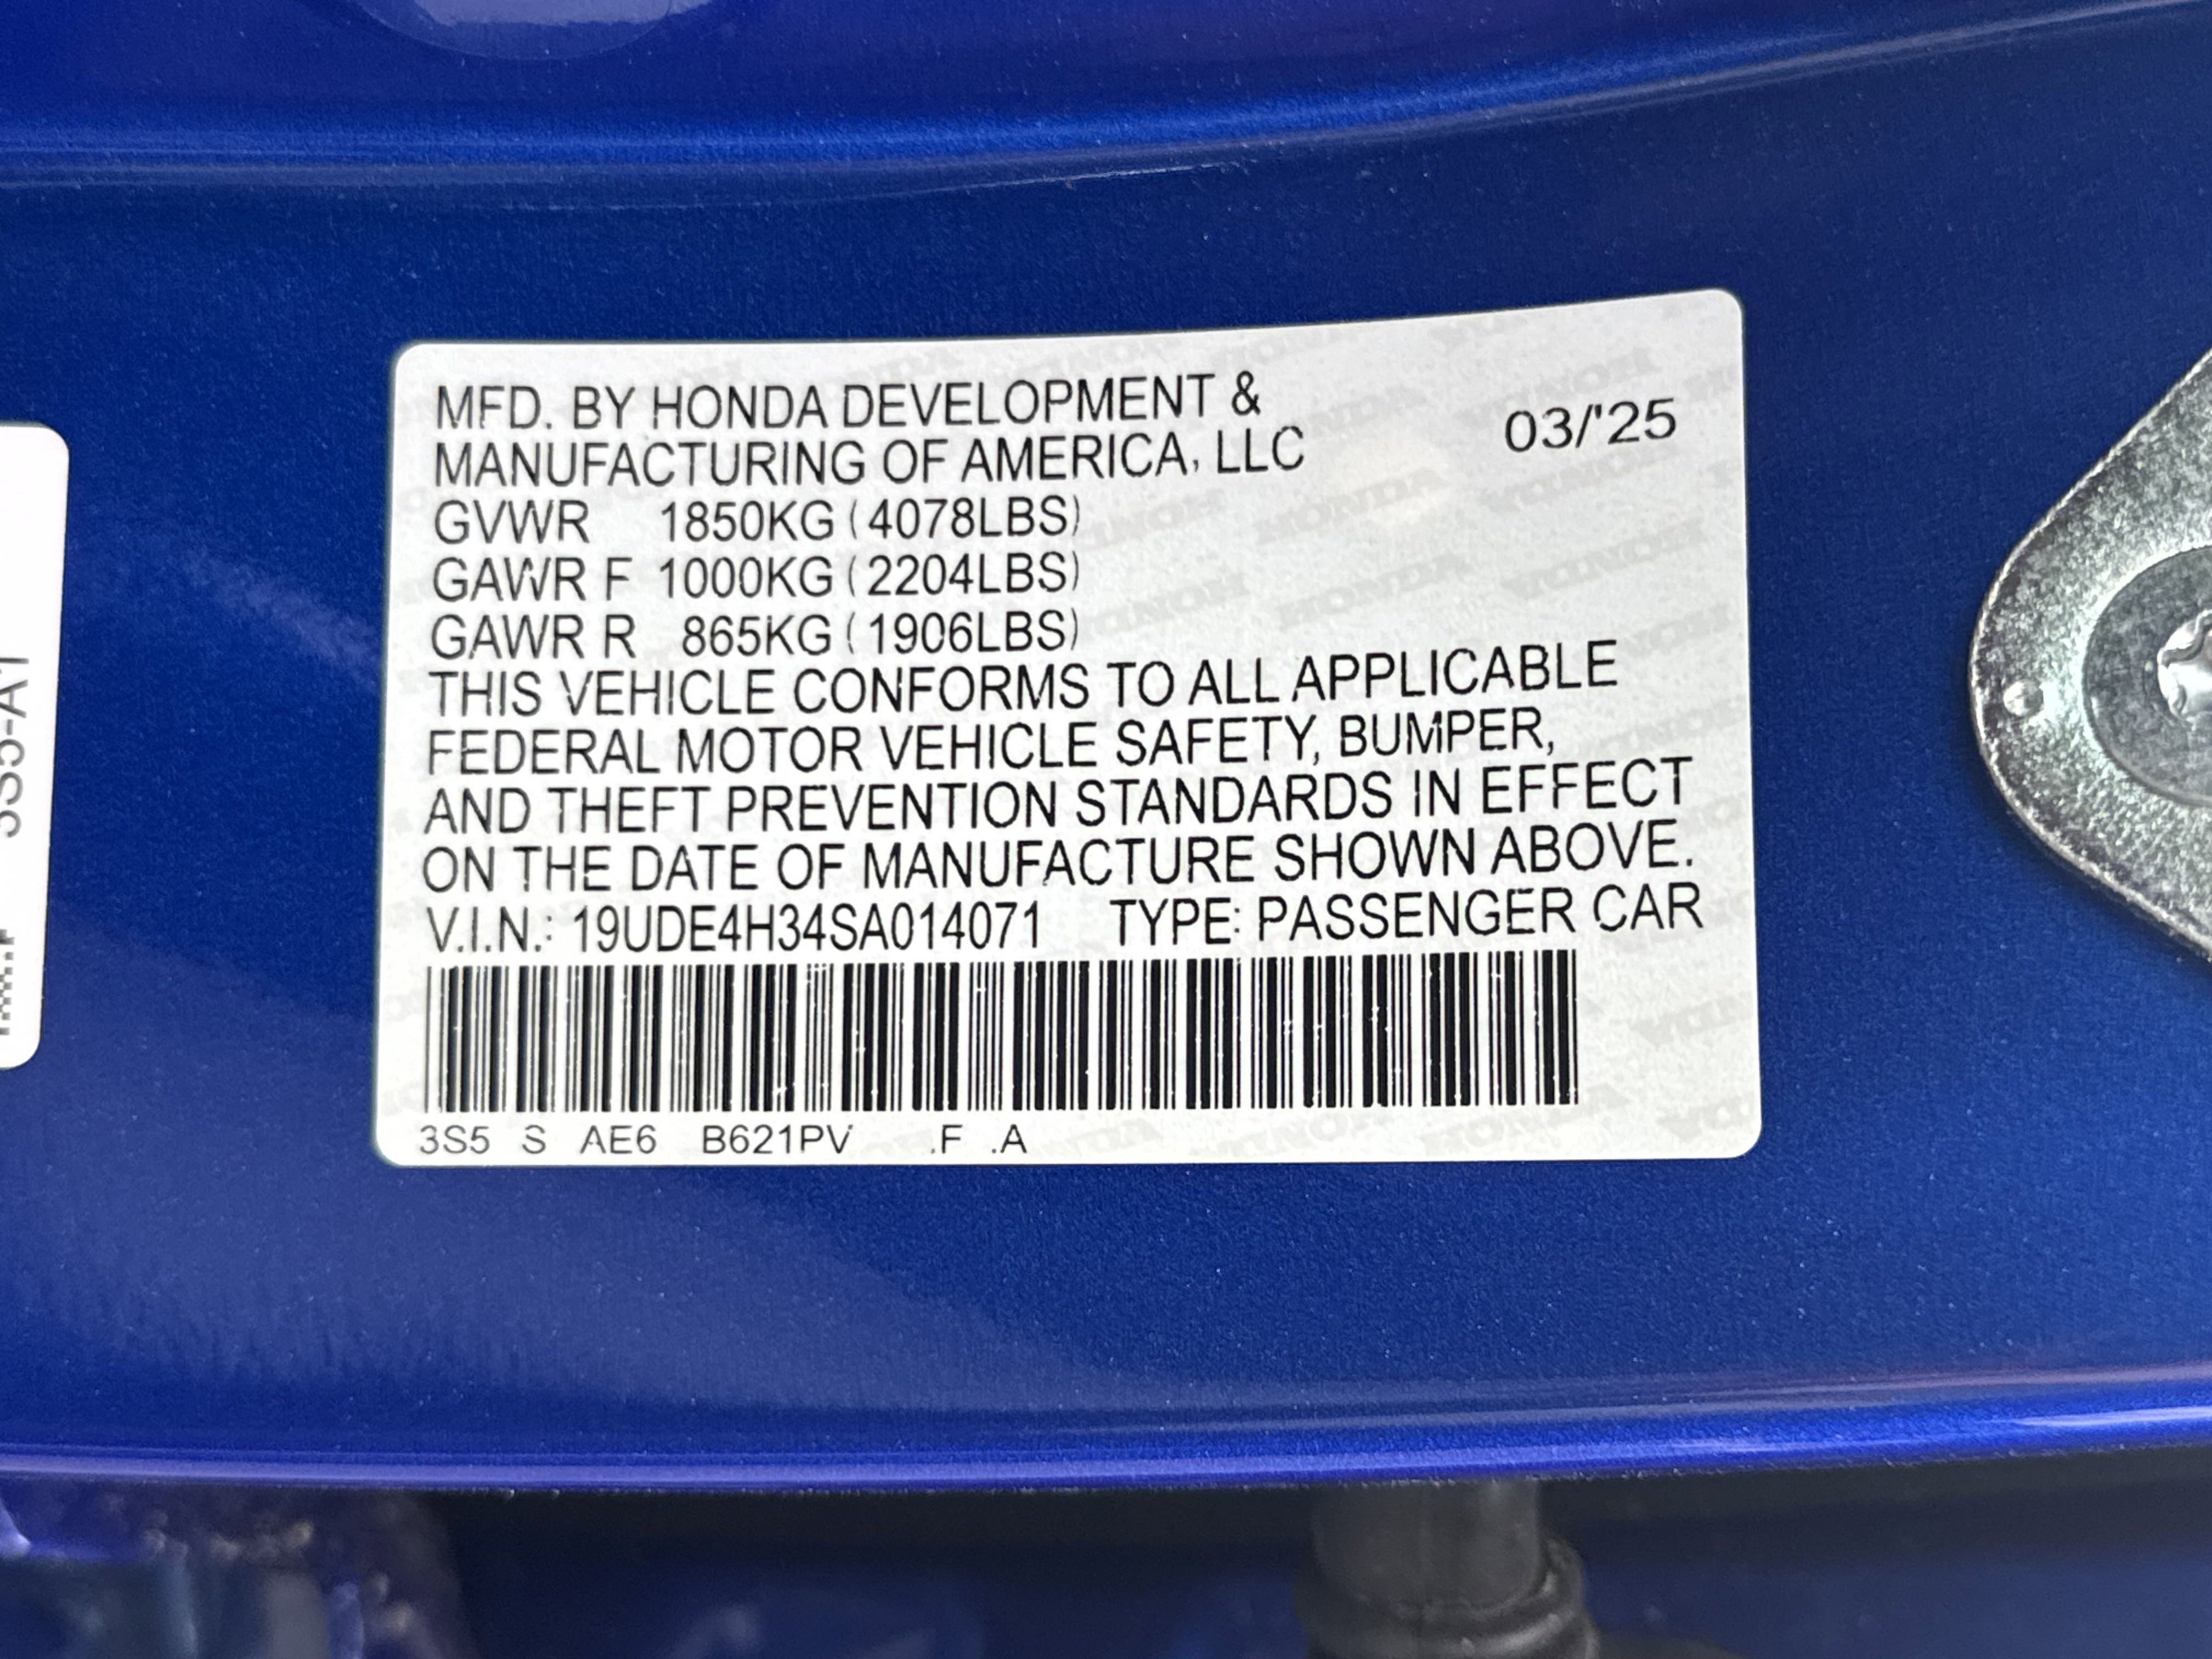 MFD. BY HONDA DEVELOPMENT &
MANUFACTURING OF AMERICA, LLC
03/'25
GVWR 1850KG (4078LBS)
GAWR F 1000KG (2204LBS)
GAWR R 865KG (1906LBS)
THIS VEHICLE CONFORMS TO ALL APPLICABLE
FEDERAL MOTOR VEHICLE SAFETY, BUMPER,
AND THEFT PREVENTION STANDARDS IN EFFECT
ON THE DATE OF MANUFACTURE SHOWN ABOVE.
V.I.N.: 19UDE4H34SA014071 TYPE: PASSENGER CAR
3S5 S AE6 B621PV .F .A
3S5-A1